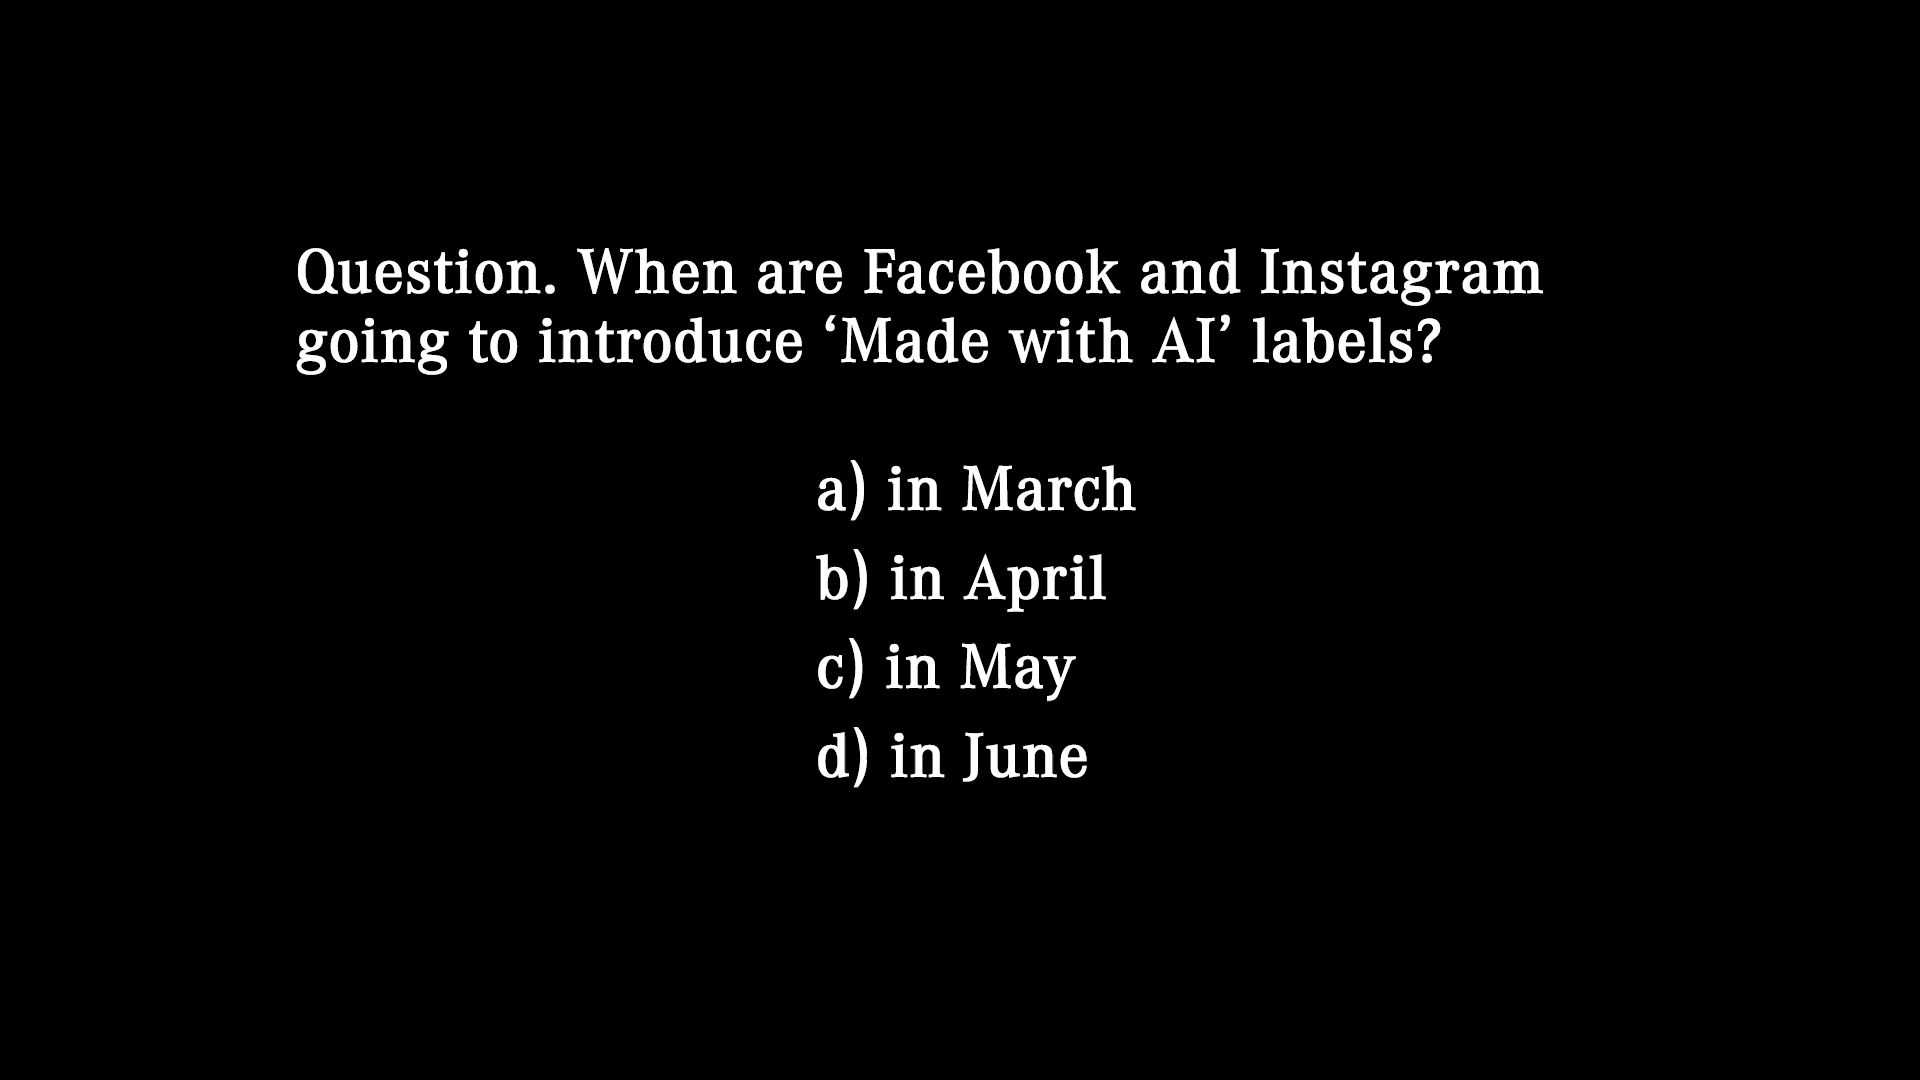 Question. When are Facebook and Instagram
going to introduce ‘Made with AI’ labels?
a) in March
b) in April
c) in May
d) in June